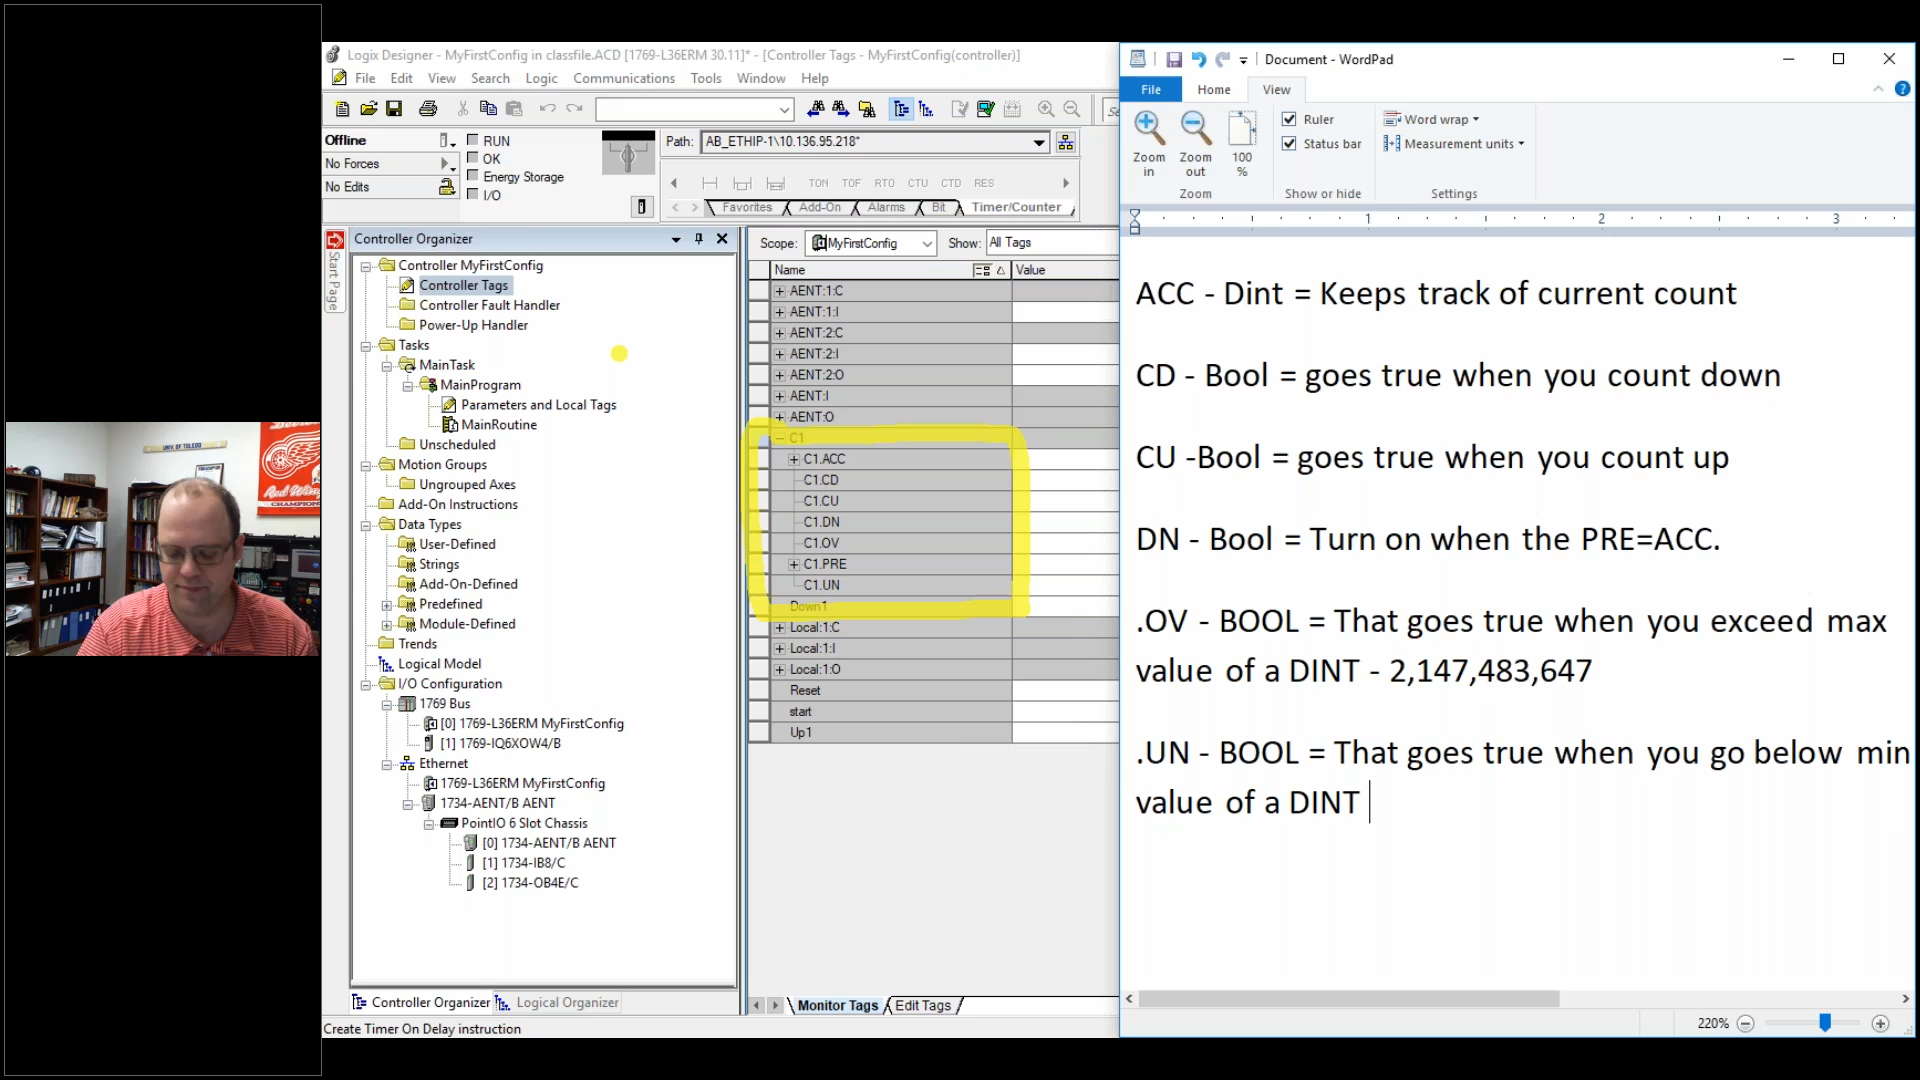 Logix Designer - MyFirstConfig in classfile.ACD [1769-L36ERM 30.11]* - [Controller Tags - MyFirstConfig(controller)]
File Edit View Search Logic Communications Tools Window Help
Offline
No Forces
No Edits
RUN
OK
Energy Storage
I/O
Path: AB_ETHIP-1\10.136.95.218*
TON TOF RTO CTU CTD RES
Favorites Add-On Alarms Bit Timer/Counter
Start Page
Controller Organizer
Controller MyFirstConfig
Controller Tags
Controller Fault Handler
Power-Up Handler
Tasks
MainTask
MainProgram
Parameters and Local Tags
MainRoutine
Unscheduled
Motion Groups
Ungrouped Axes
Add-On Instructions
Data Types
User-Defined
Strings
Add-On-Defined
Predefined
Module-Defined
Trends
Logical Model
I/O Configuration
1769 Bus
[0] 1769-L36ERM MyFirstConfig
[1] 1769-IQ6XOW4/B
Ethernet
1769-L36ERM MyFirstConfig
1734-AENT/B AENT
PointIO 6 Slot Chassis
[0] 1734-AENT/B AENT
[1] 1734-IB8/C
[2] 1734-OB4E/C
Controller Organizer Logical Organizer
Create Timer On Delay instruction
Scope: MyFirstConfig Show: All Tags
Name Value
AENT:1:C
AENT:1:I
AENT:2:C
AENT:2:I
AENT:2:O
AENT:I
AENT:O
C1
C1.ACC
C1.CD
C1.CU
C1.DN
C1.OV
C1.PRE
C1.UN
Down1
Local:1:C
Local:1:I
Local:1:O
Reset
start
Up1
Monitor Tags Edit Tags
Document - WordPad
File Home View
Zoom in
Zoom out
100 %
Zoom
Ruler
Status bar
Show or hide
Word wrap
Measurement units
Settings
1 2 3
ACC - Dint = Keeps track of current count
CD - Bool = goes true when you count down
CU -Bool = goes true when you count up
DN - Bool = Turn on when the PRE=ACC.
.OV - BOOL = That goes true when you exceed max
value of a DINT - 2,147,483,647
.UN - BOOL = That goes true when you go below min
value of a DINT
220%
UNIV. OF TOLEDO
Red Wings
CHAMPIONS